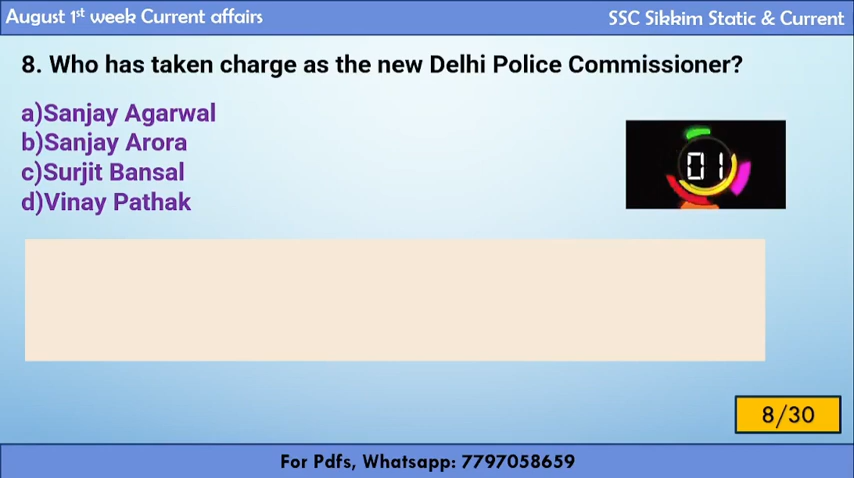 August 1st week Current affairs
SSC Sikkim Static & Current
8. Who has taken charge as the new Delhi Police Commissioner?
a)Sanjay Agarwal
b)Sanjay Arora
c)Surjit Bansal
d)Vinay Pathak
01
8/30
For Pdfs, Whatsapp: 7797058659